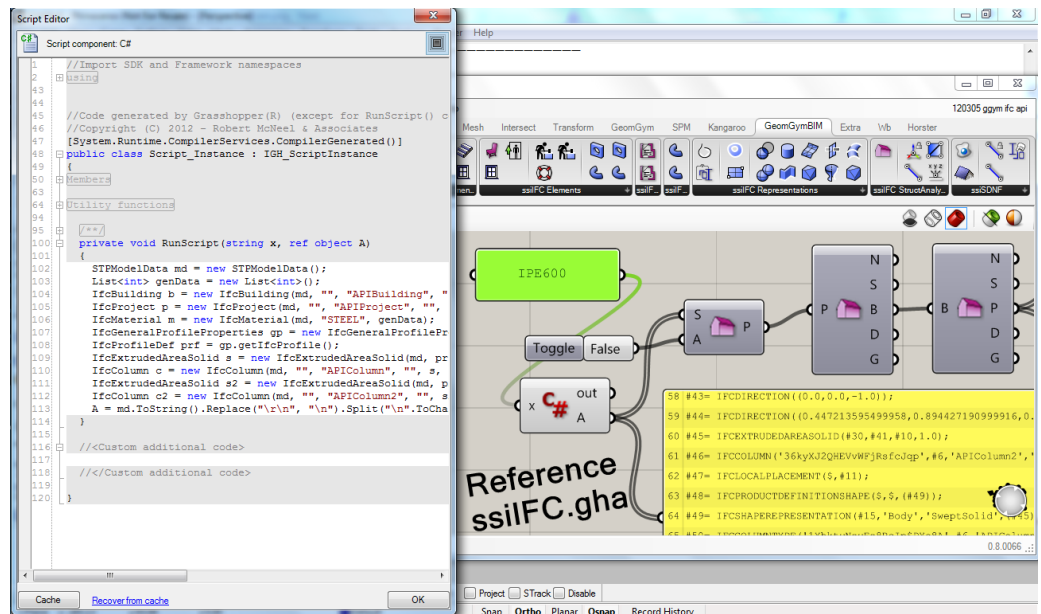 Script Editor
Script component: C#
1 //Import SDK and Framework namespaces
2 using
43
44
45 //Code generated by Grasshopper(R) (except for RunScript() c
46 //Copyright (C) 2012 - Robert McNeel & Associates
47 [System.Runtime.CompilerServices.CompilerGenerated()]
48 public class Script_Instance : IGH_ScriptInstance
49 {
50 Members
63
64 Utility functions
94
95 /**/
100 private void RunScript(string x, ref object A)
101 {
102 STPModelData md = new STPModelData();
103 List<int> genData = new List<int>();
104 IfcBuilding b = new IfcBuilding(md, "", "APIBuilding", "
105 IfcProject p = new IfcProject(md, "", "APIProject", "",
106 IfcMaterial m = new IfcMaterial(md, "STEEL", genData);
107 IfcGeneralProfileProperties gp = new IfcGeneralProfilePr
108 IfcProfileDef prf = gp.getIfcProfile();
109 IfcExtrudedAreaSolid s = new IfcExtrudedAreaSolid(md, pr
110 IfcColumn c = new IfcColumn(md, "", "APIColumn", "", s,
111 IfcExtrudedAreaSolid s2 = new IfcExtrudedAreaSolid(md, p
112 IfcColumn c2 = new IfcColumn(md, "", "APIColumn2", "", s
113 A = md.ToString().Replace("\r\n", "\n").Split("\n".ToCha
114 }
115
116 //<Custom additional code>
117
118 //</Custom additional code>
119
120 }
Cache
Recover from cache
OK
Help
120305 ggym ifc api
Mesh Intersect Transform GeomGym SPM Kangaroo GeomGymBIM Extra Wb Horster
ssiIFC Elements
ssiIF...
ssiIF...
ssiIFC Representations
ssiIFC StructAnaly...
ssiSDNF
IPE600
Toggle False
x C# out A
S A P
P N S B D G
B N S P D G
Reference
ssiIFC.gha
58 #43= IFCDIRECTION((0.0,0.0,-1.0));
59 #44= IFCDIRECTION((0.447213595499958,0.894427190999916,0.
60 #45= IFCEXTRUDEDAREASOLID(#30,#41,#10,1.0);
61 #46= IFCCOLUMN('36kyXJ2QHEVvWFjRsfcJqp',#6,'APIColumn2','
62 #47= IFCLOCALPLACEMENT($,#11);
63 #48= IFCPRODUCTDEFINITIONSHAPE($,$,(#49));
64 #49= IFCSHAPEREPRESENTATION(#15,'Body','SweptSolid',(#45)
0.8.0066
Project STrack Disable
Snap Ortho Planar Osnap Record History